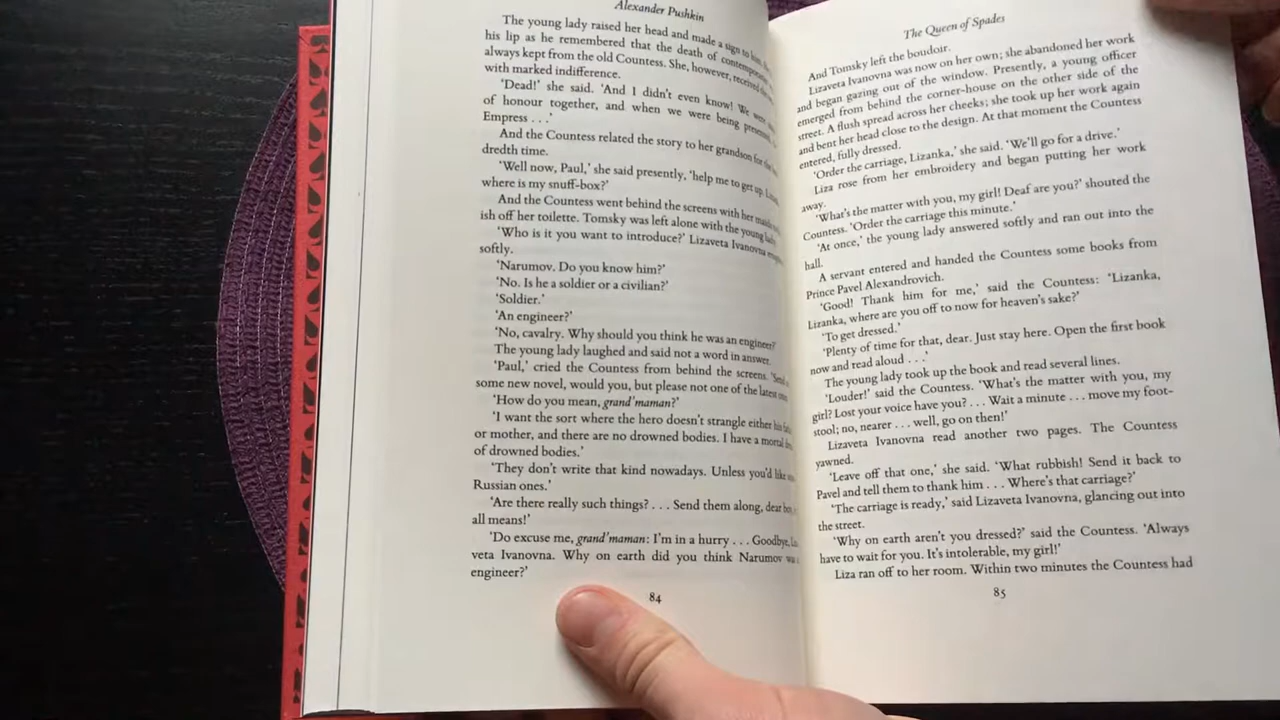 Alexander Pushkin
The young lady raised her head and made a sign to
his lip as he remembered that the death of
always kept from the old Countess. She, however, received the
with marked indifference.
‘Dead!’ she said. ‘And I didn’t even know! We were
of honour together, and when we were being
Empress . . .’
And the Countess related the story to her grandson for the
dredth time.
‘Well now, Paul,’ she said presently, ‘help me to get up.
where is my snuff-box?’
And the Countess went behind the screens with her
ish off her toilette. Tomsky was left alone with the young lady
‘Who is it you want to introduce?’ Lizaveta Ivanovna
softly.
‘Narumov. Do you know him?’
‘No. Is he a soldier or a civilian?’
‘Soldier.’
‘An engineer?’
‘No, cavalry. Why should you think he was an engineer?’
The young lady laughed and said not a word in answer.
‘Paul,’ cried the Countess from behind the screens. ‘Send
some new novel, would you, but please not one of the latest
‘How do you mean, grand’maman?’
‘I want the sort where the hero doesn’t strangle either his
or mother, and there are no drowned bodies. I have a mortal
of drowned bodies.’
‘They don’t write that kind nowadays. Unless you’d like
Russian ones.’
‘Are there really such things? . . . Send them along, dear
all means!’
‘Do excuse me, grand’maman: I’m in a hurry . . . Goodbye,
veta Ivanovna. Why on earth did you think Narumov was
engineer?’
84
The Queen of Spades
And Tomsky left the boudoir.
Lizaveta Ivanovna was now on her own; she abandoned her work
and began gazing out of the window. Presently, a young officer
emerged from behind the corner-house on the other side of the
street. A flush spread across her cheeks; she took up her work again
and bent her head close to the design. At that moment the Countess
entered, fully dressed.
‘Order the carriage, Lizanka,’ she said. ‘We’ll go for a drive.’
Liza rose from her embroidery and began putting her work
away.
‘What’s the matter with you, my girl! Deaf are you?’ shouted the
Countess. ‘Order the carriage this minute.’
‘At once,’ the young lady answered softly and ran out into the
hall.
A servant entered and handed the Countess some books from
Prince Pavel Alexandrovich.
‘Good! Thank him for me,’ said the Countess: ‘Lizanka,
Lizanka, where are you off to now for heaven’s sake?’
‘To get dressed.’
‘Plenty of time for that, dear. Just stay here. Open the first book
now and read aloud . . .’
The young lady took up the book and read several lines.
‘Louder!’ said the Countess. ‘What’s the matter with you, my
girl? Lost your voice have you? . . . Wait a minute . . . move my foot-
stool; no, nearer . . . well, go on then!’
Lizaveta Ivanovna read another two pages. The Countess
yawned.
‘Leave off that one,’ she said. ‘What rubbish! Send it back to
Pavel and tell them to thank him . . . Where’s that carriage?’
‘The carriage is ready,’ said Lizaveta Ivanovna, glancing out into
the street.
‘Why on earth aren’t you dressed?’ said the Countess. ‘Always
have to wait for you. It’s intolerable, my girl!’
Liza ran off to her room. Within two minutes the Countess had
85